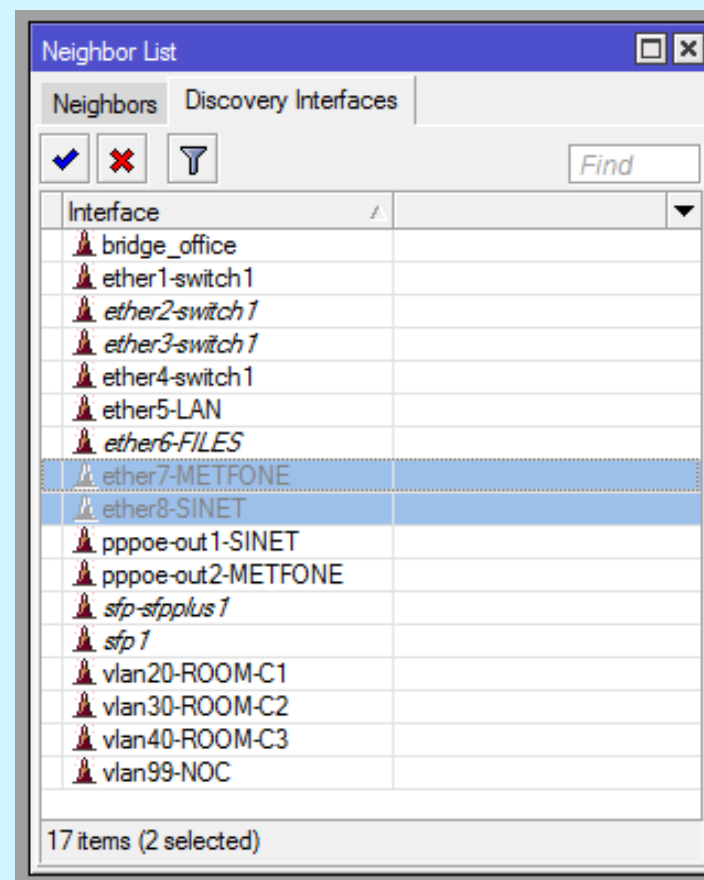 Neighbor List
Neighbors Discovery Interfaces
Find
Interface
bridge_office
ether1-switch1
ether2-switch1
ether3-switch1
ether4-switch1
ether5-LAN
ether6-FILES
ether7-METFONE
ether8-SINET
pppoe-out1-SINET
pppoe-out2-METFONE
sfp-sfpplus1
sfp1
vlan20-ROOM-C1
vlan30-ROOM-C2
vlan40-ROOM-C3
vlan99-NOC
17 items (2 selected)